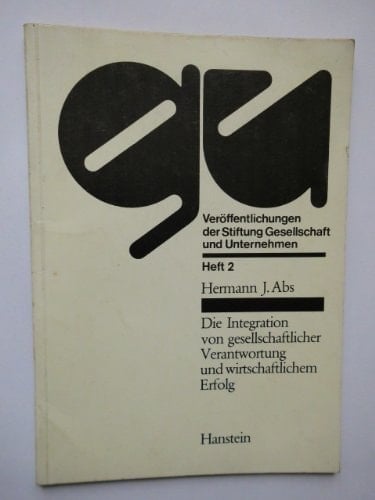 gu
Veröffentlichungen
der Stiftung Gesellschaft
und Unternehmen
Heft 2
Hermann J. Abs
Die Integration
von gesellschaftlicher
Verantwortung
und wirtschaftlichem
Erfolg
Hanstein